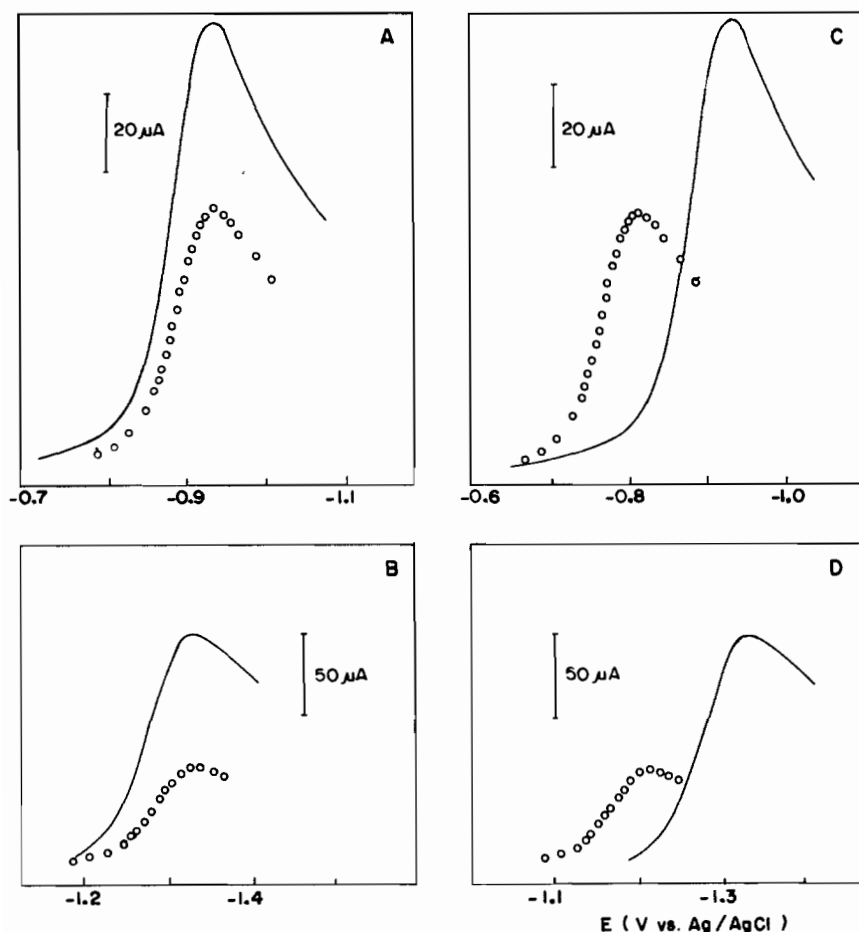 A
20 μA
-0.7 -0.9 -1.1
C
20 μA
-0.6 -0.8 -1.0
B
50 μA
-1.2 -1.4
D
50 μA
-1.1 -1.3
E ( V vs. Ag/AgCl )